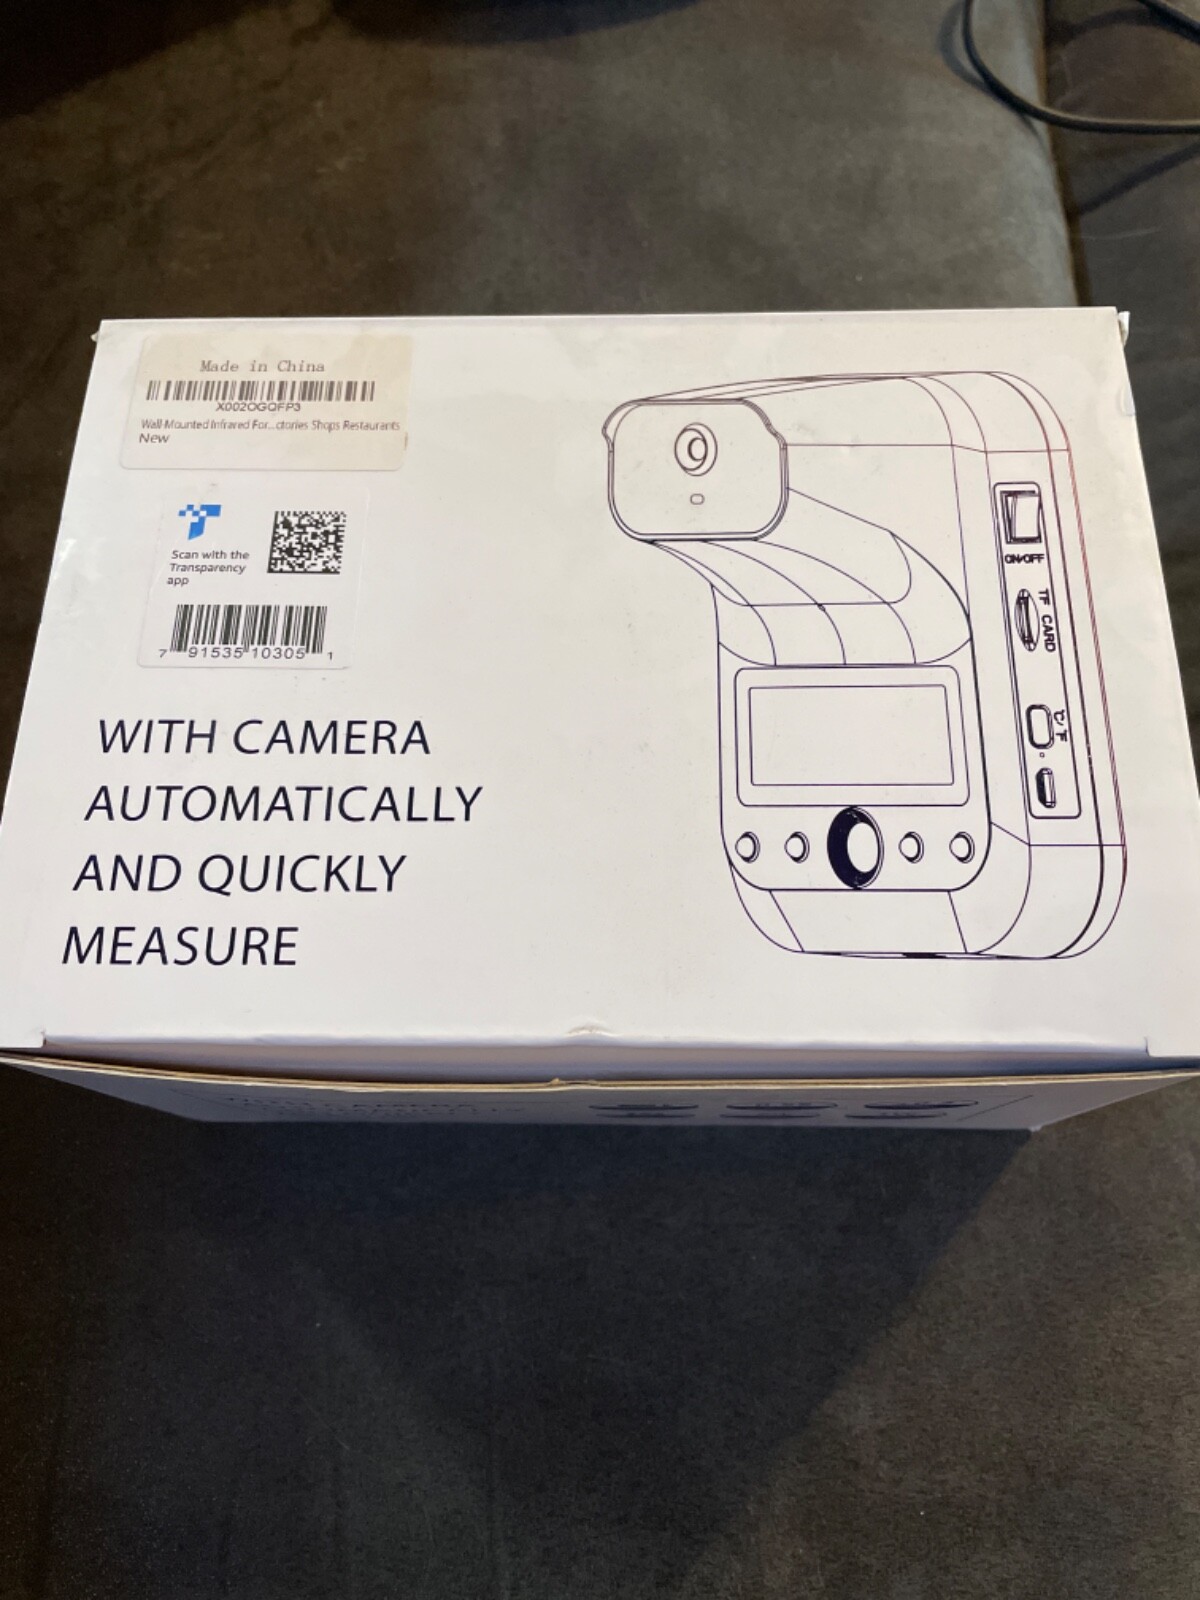 Made in China
X002OGQFP3
Wall-Mounted Infrared For...ctories Shops Restaurants
New
Scan with the
Transparency
app
7 91535 10305 1
WITH CAMERA
AUTOMATICALLY
AND QUICKLY
MEASURE
ON/OFF
TF CARD
℃/℉